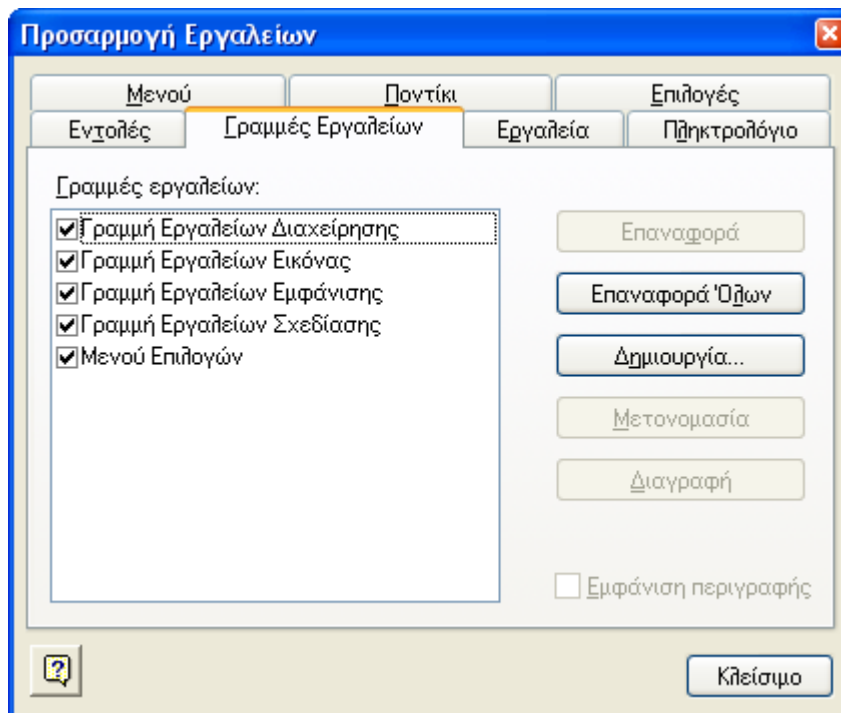 Προσαρμογή Εργαλείων
Μενού
Ποντίκι
Επιλογές
Εντολές
Γραμμές Εργαλείων
Εργαλεία
Πληκτρολόγιο
Γραμμές εργαλείων:
Γραμμή Εργαλείων Διαχείρησης
Γραμμή Εργαλείων Εικόνας
Γραμμή Εργαλείων Εμφάνισης
Γραμμή Εργαλείων Σχεδίασης
Μενού Επιλογών
Επαναφορά
Επαναφορά Όλων
Δημιουργία...
Μετονομασία
Διαγραφή
Εμφάνιση περιγραφής
?
Κλείσιμο